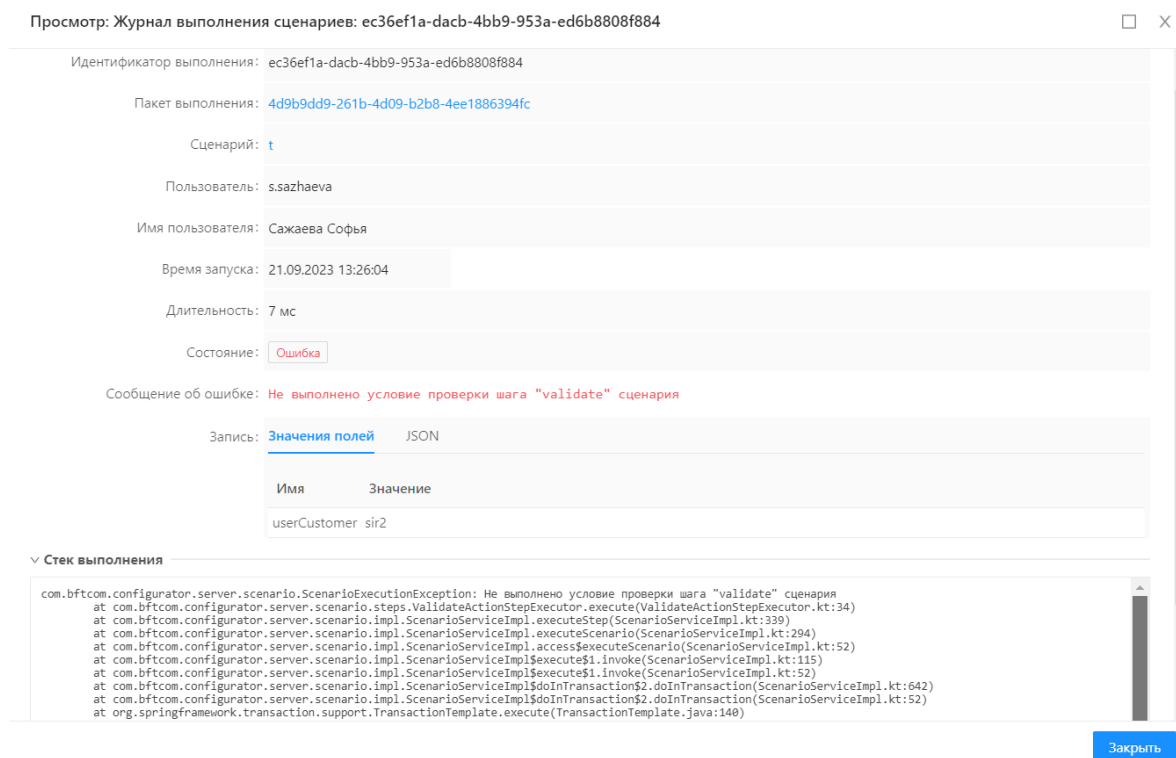 Просмотр: Журнал выполнения сценариев: ec36ef1a-dacb-4bb9-953a-ed6b8808f884
Идентификатор выполнения: ec36ef1a-dacb-4bb9-953a-ed6b8808f884
Пакет выполнения: 4d9b9dd9-261b-4d09-b2b8-4ee1886394fc
Сценарий: t
Пользователь: s.sazhaeva
Имя пользователя: Сажаева Софья
Время запуска: 21.09.2023 13:26:04
Длительность: 7 мс
Состояние: Ошибка
Сообщение об ошибке: Не выполнено условие проверки шага "validate" сценария
Запись: Значения полей JSON
Имя Значение
userCustomer sir2
Стек выполнения
com.bftcom.configurator.server.scenario.ScenarioExecutionException: Не выполнено условие проверки шага "validate" сценария
at com.bftcom.configurator.server.scenario.steps.ValidateActionStepExecutor.execute(ValidateActionStepExecutor.kt:34)
at com.bftcom.configurator.server.scenario.impl.ScenarioServiceImpl.executeStep(ScenarioServiceImpl.kt:339)
at com.bftcom.configurator.server.scenario.impl.ScenarioServiceImpl.executeScenario(ScenarioServiceImpl.kt:294)
at com.bftcom.configurator.server.scenario.impl.ScenarioServiceImpl.access$executeScenario(ScenarioServiceImpl.kt:52)
at com.bftcom.configurator.server.scenario.impl.ScenarioServiceImpl$execute$1.invoke(ScenarioServiceImpl.kt:115)
at com.bftcom.configurator.server.scenario.impl.ScenarioServiceImpl$execute$1.invoke(ScenarioServiceImpl.kt:52)
at com.bftcom.configurator.server.scenario.impl.ScenarioServiceImpl$doInTransaction$2.doInTransaction(ScenarioServiceImpl.kt:642)
at com.bftcom.configurator.server.scenario.impl.ScenarioServiceImpl$doInTransaction$2.doInTransaction(ScenarioServiceImpl.kt:52)
at org.springframework.transaction.support.TransactionTemplate.execute(TransactionTemplate.java:140)
Закрыть